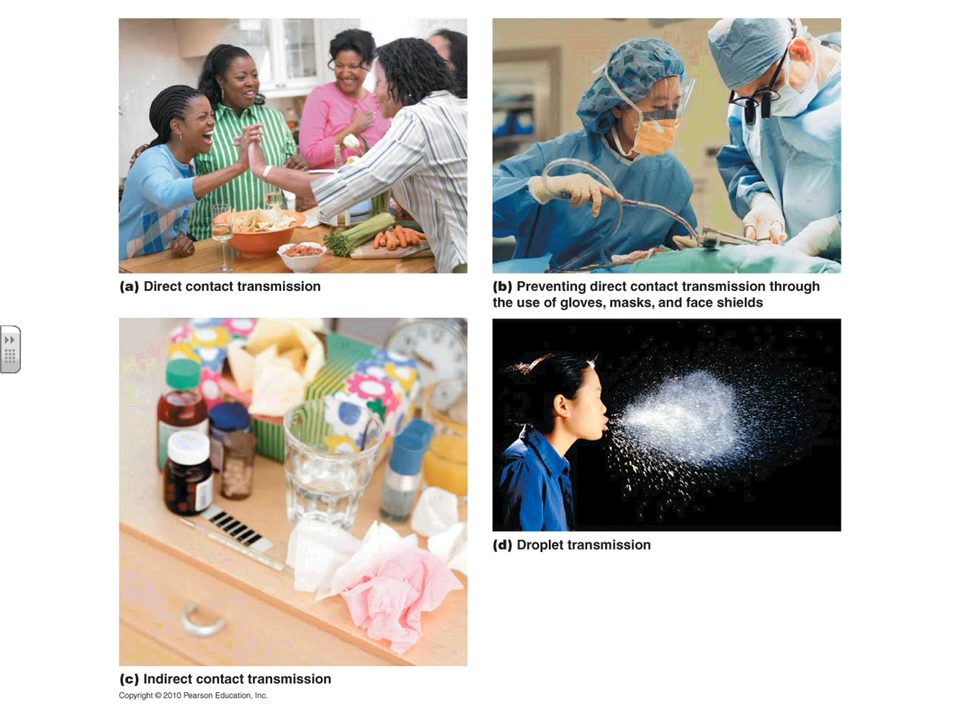 (a) Direct contact transmission
(b) Preventing direct contact transmission through
the use of gloves, masks, and face shields
(c) Indirect contact transmission
Copyright © 2010 Pearson Education, Inc.
(d) Droplet transmission